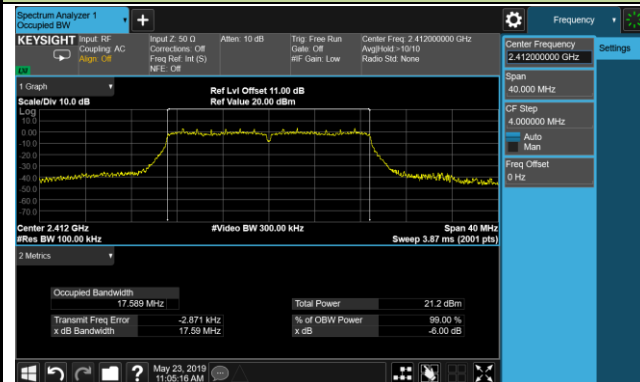 Spectrum Analyzer 1
Occupied BW
+
Frequency
KEYSIGHT
Input: RF
Coupling: AC
Align: Off
Input Z: 50 Ω
Corrections: Off
Freq Ref: Int (S)
NFE: Off
Atten: 10 dB
Trig: Free Run
Gate: Off
#IF Gain: Low
Center Freq: 2.412000000 GHz
Avg|Hold:>10/10
Radio Std: None
Center Frequency
2.412000000 GHz
Settings
Span
40.000 MHz
CF Step
4.000000 MHz
Auto
Man
Freq Offset
0 Hz
1 Graph
Scale/Div 10.0 dB
Ref Lvl Offset 11.00 dB
Ref Value 20.00 dBm
Log
10.0
0.00
-10.0
-20.0
-30.0
-40.0
-50.0
-60.0
-70.0
Center 2.412 GHz
#Video BW 300.00 kHz
Span 40 MHz
#Res BW 100.00 kHz
Sweep 3.87 ms (2001 pts)
2 Metrics
Occupied Bandwidth
17.589 MHz
Total Power 21.2 dBm
Transmit Freq Error -2.871 kHz
% of OBW Power 99.00 %
x dB Bandwidth 17.59 MHz
x dB -6.00 dB
?
May 23, 2019
11:05:16 AM